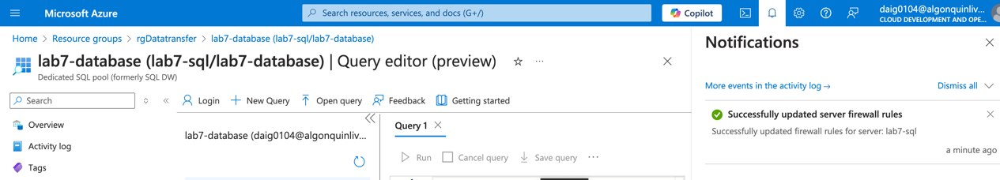 Microsoft Azure
Search resources, services, and docs (G+/)
Copilot
daig0104@algonquinliv...
CLOUD DEVELOPMENT AND OPE...
Home > Resource groups > rgDatatransfer > lab7-database (lab7-sql/lab7-database)
lab7-database (lab7-sql/lab7-database) | Query editor (preview)
Dedicated SQL pool (formerly SQL DW)
Search
Login
New Query
Open query
Feedback
Getting started
Overview
Activity log
Tags
lab7-database (daig0104@algonquinliv...
Query 1
Run
Cancel query
Save query
Notifications
More events in the activity log →
Dismiss all
Successfully updated server firewall rules
Successfully updated firewall rules for server: lab7-sql
a minute ago